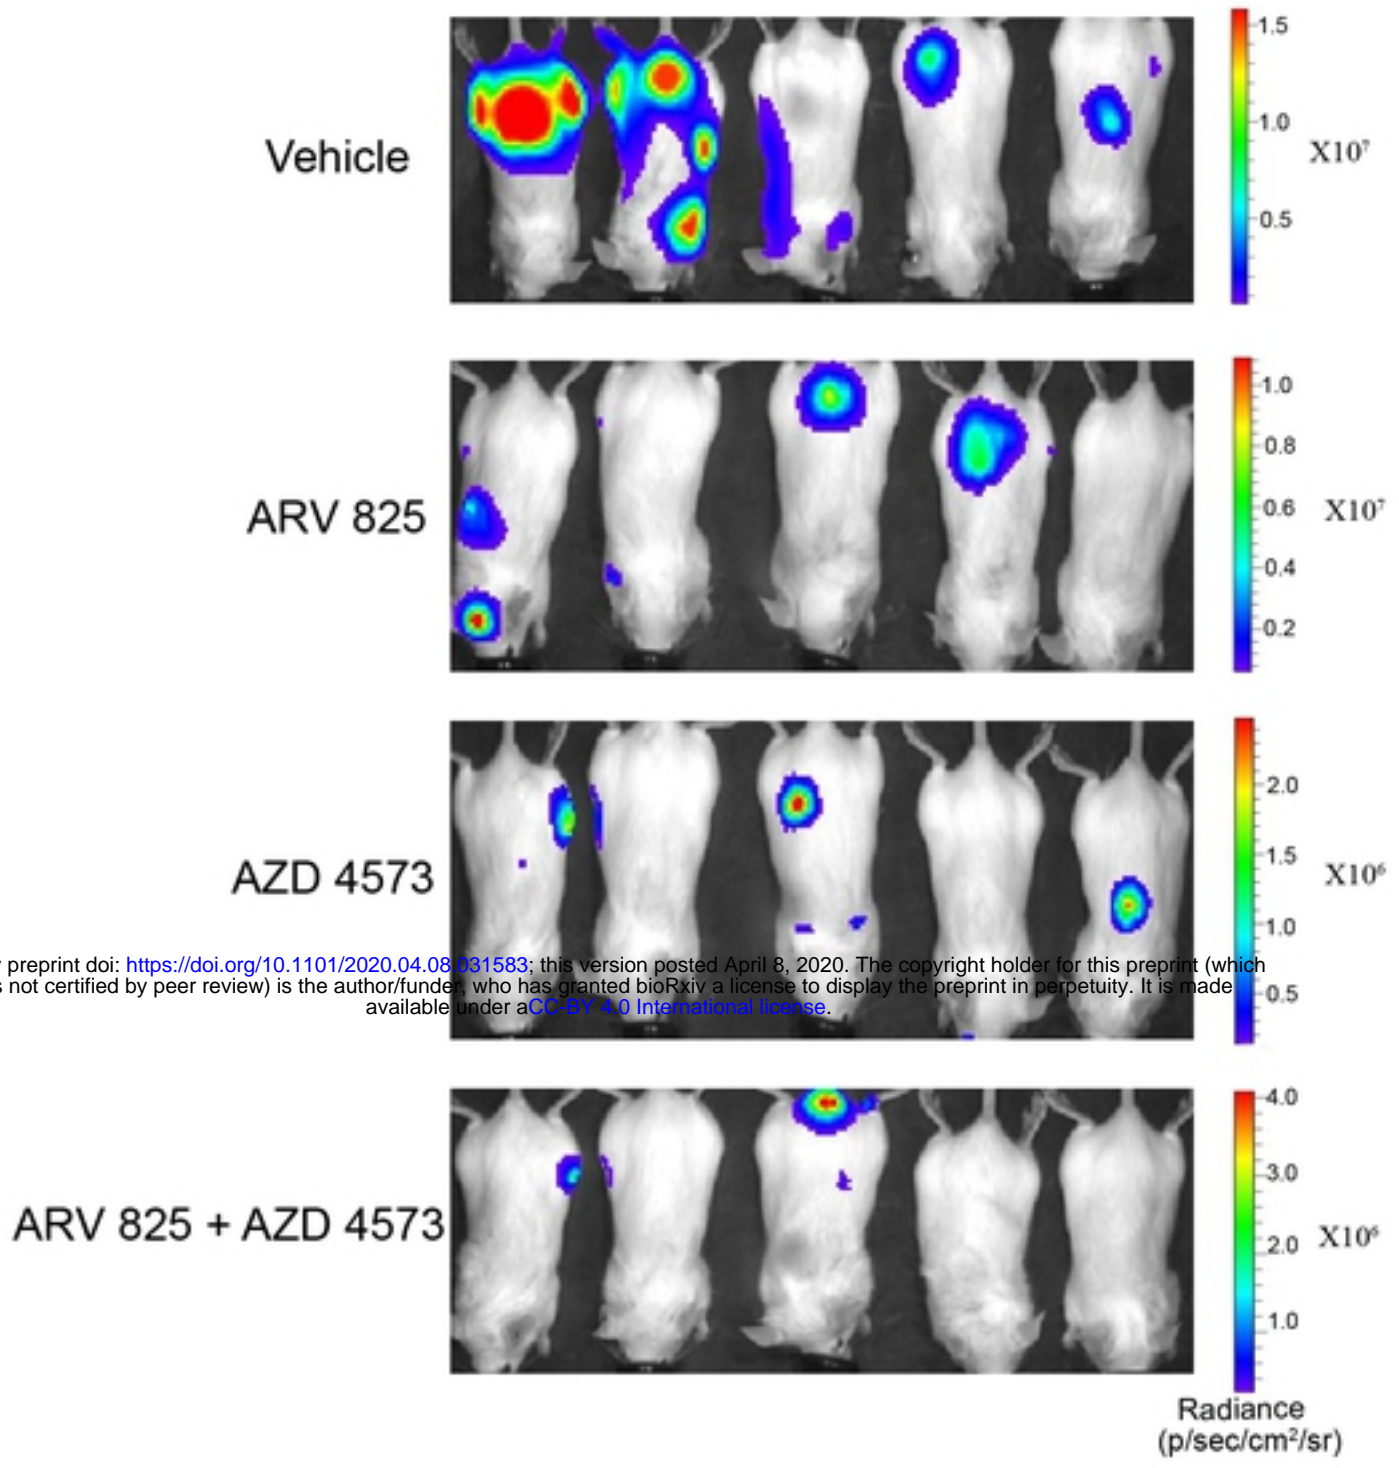 Vehicle
1.5
1.0
0.5
X10⁷
ARV 825
1.0
0.8
0.6
0.4
0.2
X10⁷
AZD 4573
2.0
1.5
1.0
0.5
X10⁶
preprint doi: https://doi.org/10.1101/2020.04.08.031583; this version posted April 8, 2020. The copyright holder for this preprint (which
not certified by peer review) is the author/funder, who has granted bioRxiv a license to display the preprint in perpetuity. It is made
available under aCC-BY 4.0 International license.
ARV 825 + AZD 4573
4.0
3.0
2.0
1.0
X10⁶
Radiance
(p/sec/cm²/sr)